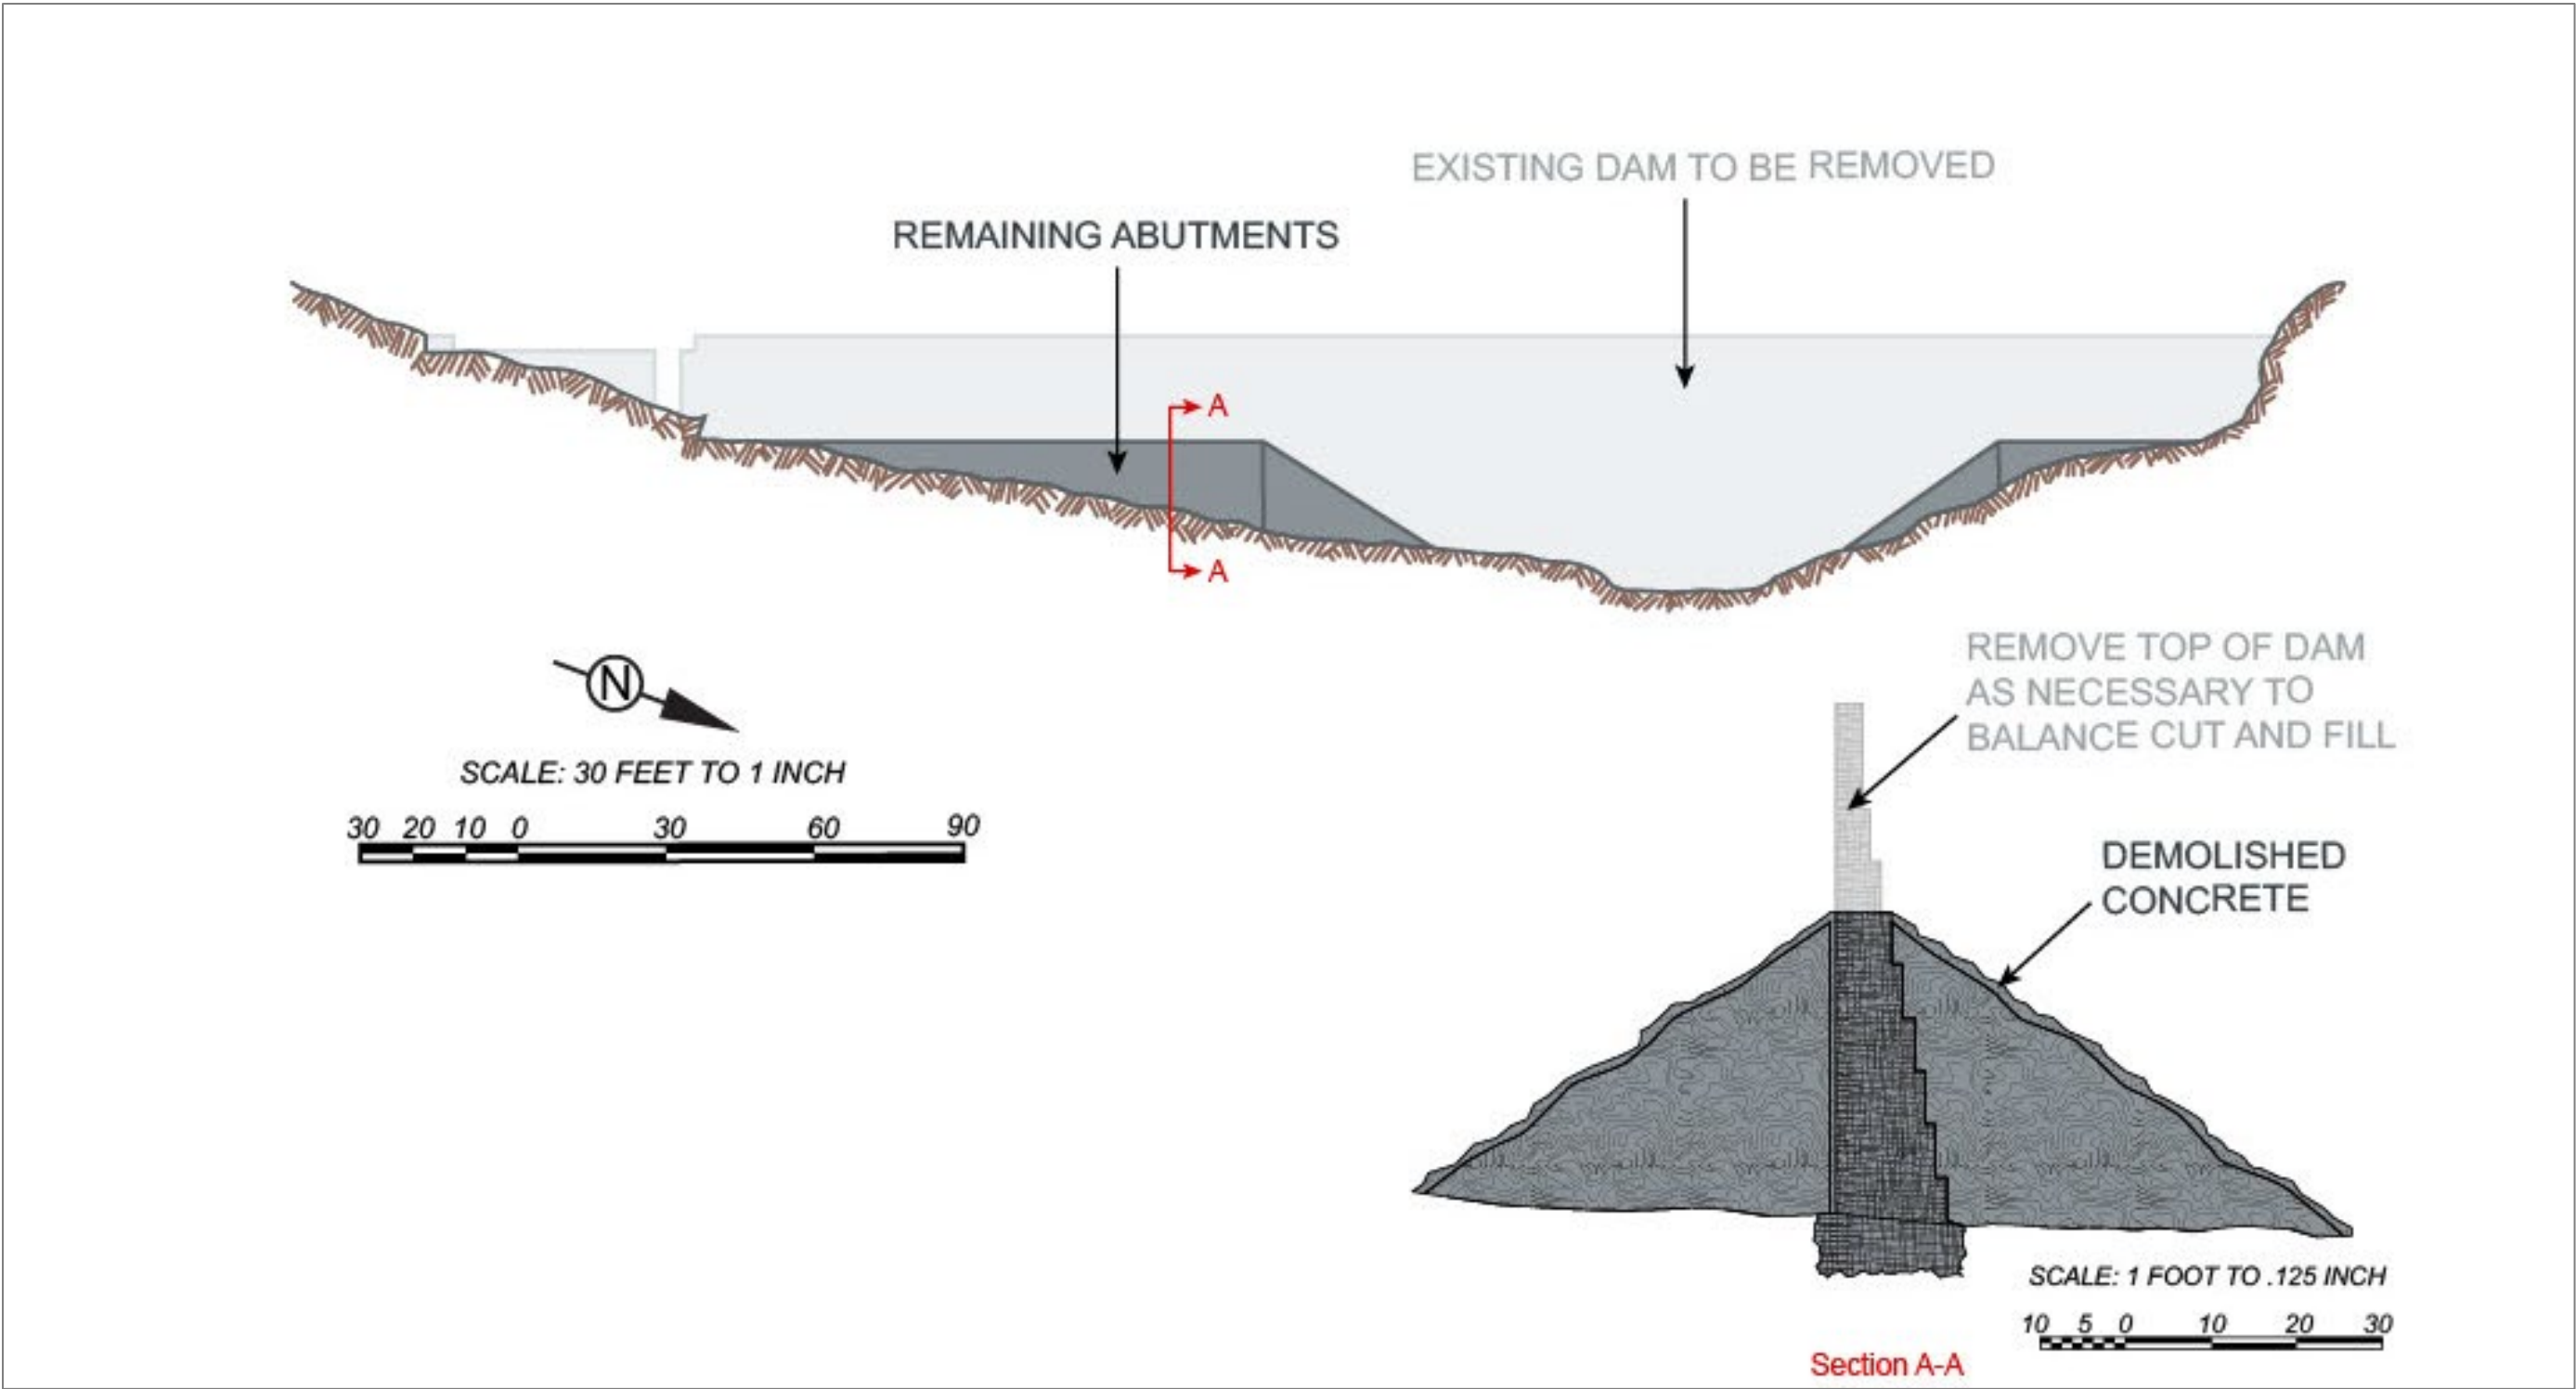 EXISTING DAM TO BE REMOVED
REMAINING ABUTMENTS
A
A
N
SCALE: 30 FEET TO 1 INCH
30 20 10 0 30 60 90
REMOVE TOP OF DAM
AS NECESSARY TO
BALANCE CUT AND FILL
DEMOLISHED
CONCRETE
SCALE: 1 FOOT TO .125 INCH
10 5 0 10 20 30
Section A-A